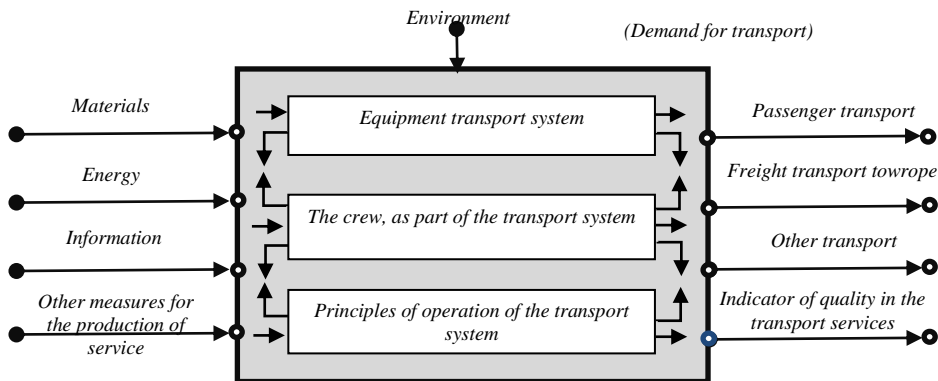 Environment
(Demand for transport)
Materials
Energy
Information
Other measures for
the production of
service
Equipment transport system
The crew, as part of the transport system
Principles of operation of the transport
system
Passenger transport
Freight transport towrope
Other transport
Indicator of quality in the
transport services